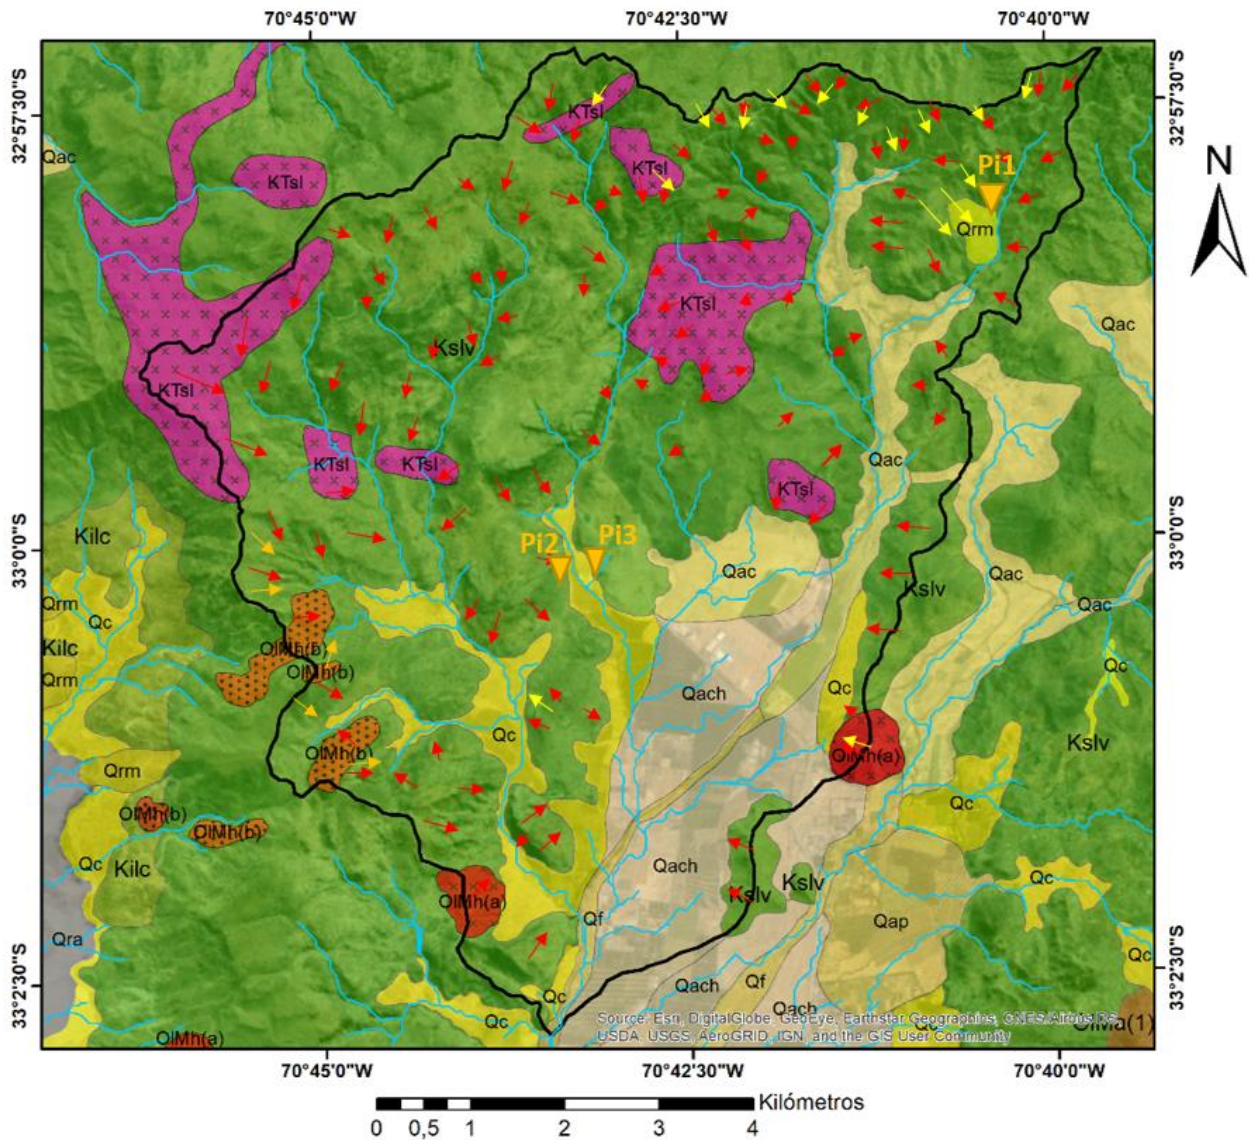 70°45'0"W 70°42'30"W 70°40'0"W
32°57'30"S
32°57'30"S
N
KTsl
Qac
KTsl
KTsl
Pi1
Qrm
KTsl
Qac
Kslv
KTsl
KTsl
KTsl
Qac
KTsl
Kilc
33°0'0"S
33°0'0"S
Pi2
Pi3
Qac
Qac
Kslv
Qac
Qrm
Qc
Kilc
OlMh(b)
OlMh(b)
Qrm
Qc
Qach
Qc
Qc
Kslv
OlMh(b)
OlMh(a)
Qrm
Qc
OlMh(b)
OlMh(b)
Qc
Kilc
Qach
Kslv
Kslv
Qc
OlMh(a)
Qf
Qap
Qra
Qc
33°2'30"S
33°2'30"S
Qc
Qach
Qf
Qc
Qach
OlMh(a)
OlMa(1)
Source: Esri, DigitalGlobe, GeoEye, Earthstar Geographics, CNES/Airbus DS,
USDA, USGS, AeroGRID, IGN, and the GIS User Community
70°45'0"W 70°42'30"W 70°40'0"W
Kilómetros
0 0,5 1 2 3 4